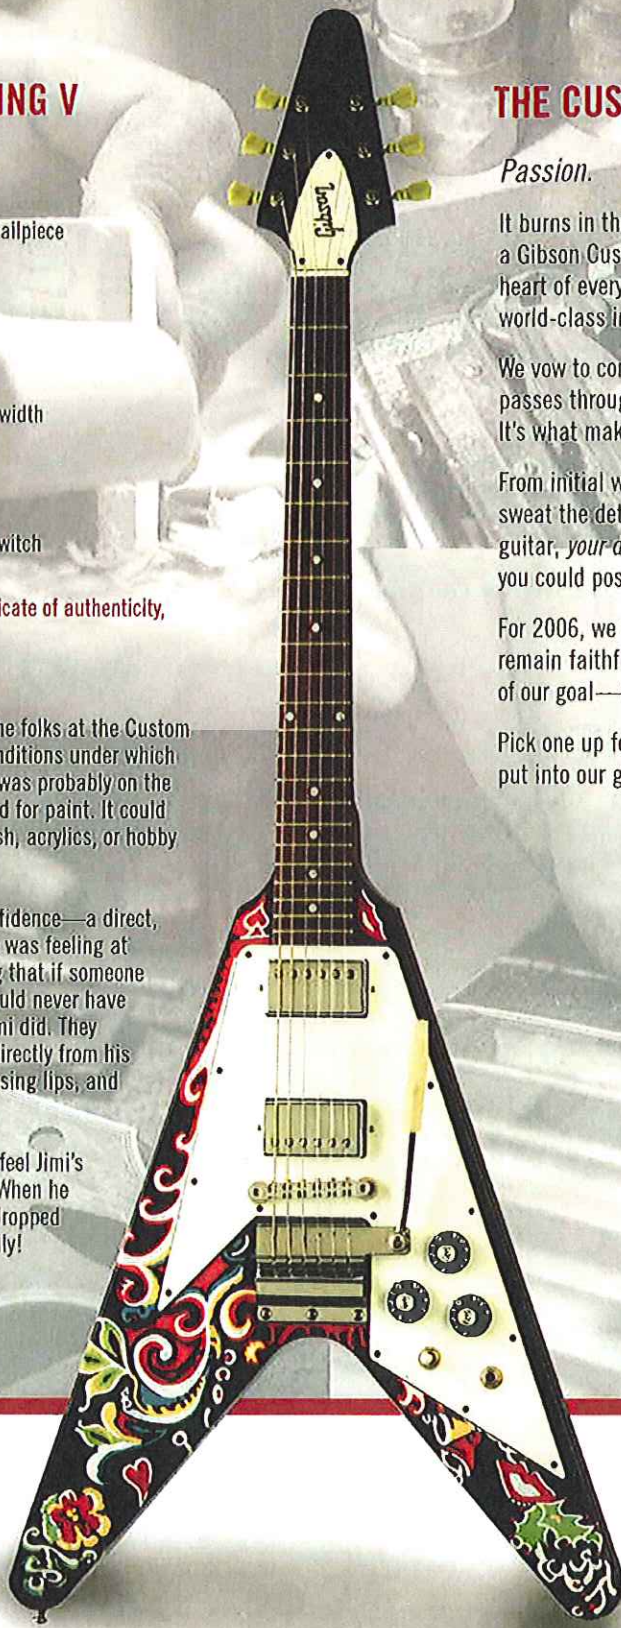 ING V
ailpiece
width
witch
icate of authenticity,
ne folks at the Custom
nditions under which
was probably on the
d for paint. It could
sh, acrylics, or hobby
fidence—a direct,
was feeling at
g that if someone
uld never have
mi did. They
irectly from his
sing lips, and
feel Jimi's
When he
ropped
ly!
Gibson
THE CUS
Passion.
It burns in th
a Gibson Cus
heart of every
world-class i
We vow to co
passes throug
It's what mak
From initial w
sweat the det
guitar, your d
you could pos
For 2006, we
remain faithf
of our goal—
Pick one up fo
put into our g